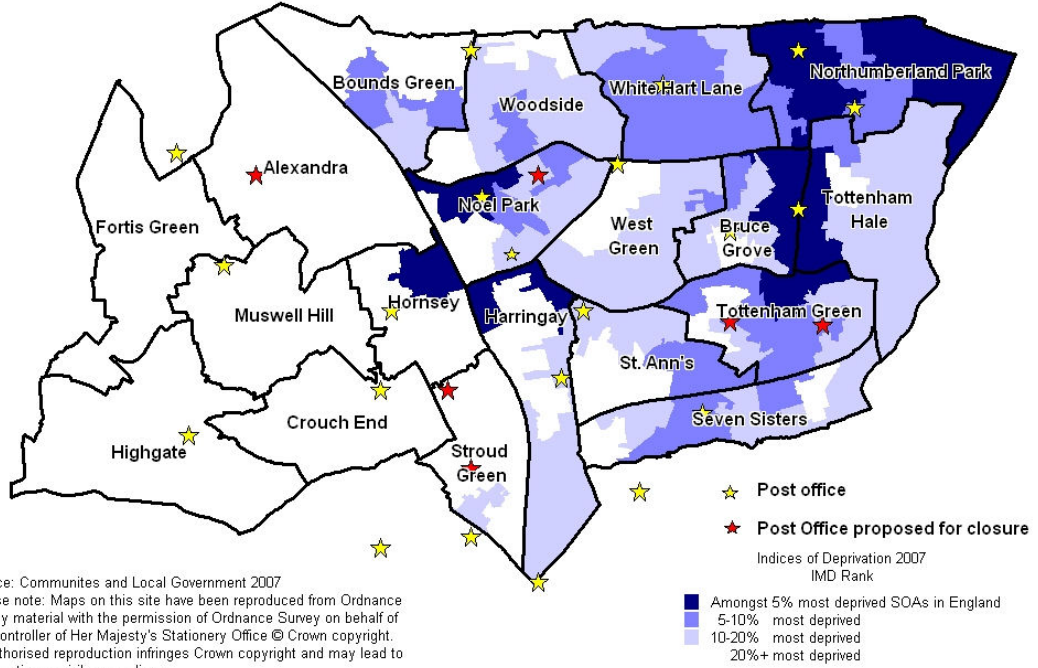 Bounds Green
Woodside
White Hart Lane
Northumberland Park
Alexandra
Noel Park
Fortis Green
West
Green
Bruce
Grove
Tottenham
Hale
Muswell Hill
Hornsey
Harringay
Tottenham Green
St. Ann's
Crouch End
Seven Sisters
Highgate
Stroud
Green
Post office
Post Office proposed for closure
Indices of Deprivation 2007
IMD Rank
Amongst 5% most deprived SOAs in England
5-10% most deprived
10-20% most deprived
20%+ most deprived
ce: Communites and Local Government 2007
se note: Maps on this site have been reproduced from Ordnance
y material with the permission of Ordnance Survey on behalf of
ontroller of Her Majesty's Stationery Office © Crown copyright.
thorised reproduction infringes Crown copyright and may lead to